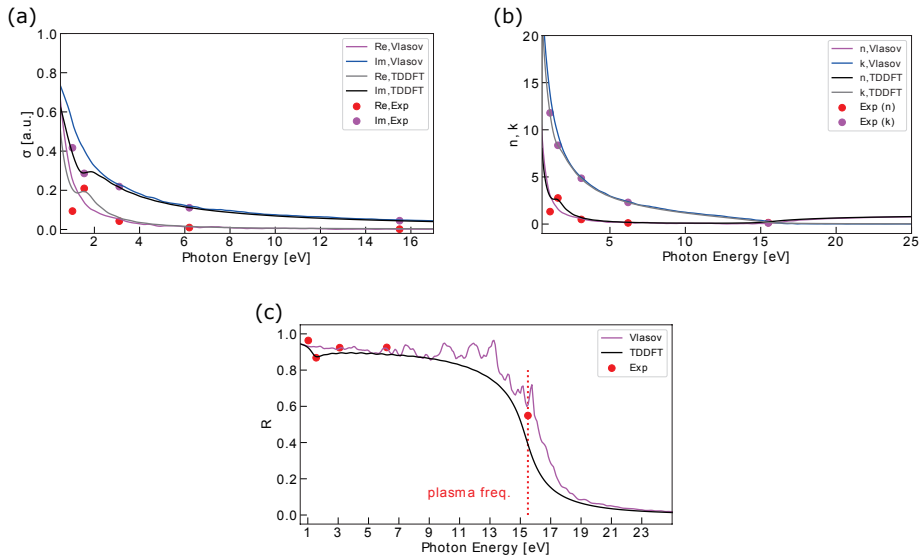 (a)
1.0
0.8
0.6
0.4
0.2
0.0
σ [a.u.]
Re,Vlasov
Im,Vlasov
Re,TDDFT
Im,TDDFT
Re,Exp
Im,Exp
2 4 6 8 10 12 14 16
Photon Energy [eV]
(b)
20
15
10
5
0
n, k
n,Vlasov
k,Vlasov
n,TDDFT
k,TDDFT
Exp (n)
Exp (k)
5 10 15 20 25
Photon Energy [eV]
(c)
1.0
0.8
0.6
0.4
0.2
0.0
R
Vlasov
TDDFT
Exp
plasma freq.
1 3 5 7 9 11 13 15 17 19 21 23
Photon Energy [eV]